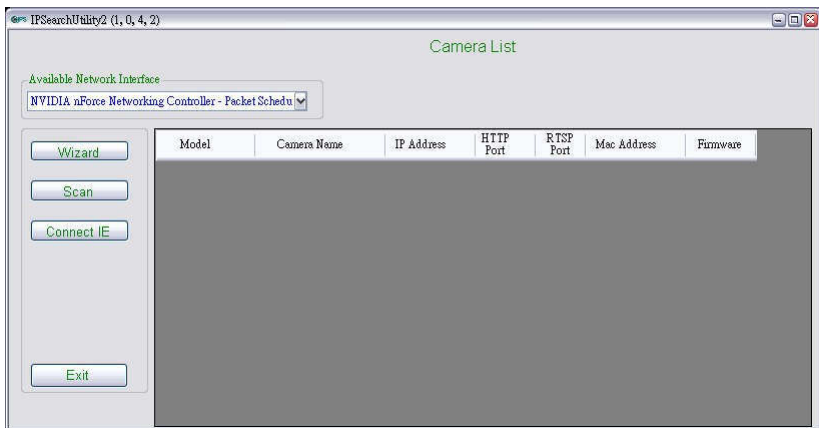 IPSearchUtility2 (1, 0, 4, 2)
Camera List
Available Network Interface
NVIDIA nForce Networking Controller - Packet Schedu
Model Camera Name IP Address HTTP Port RTSP Port Mac Address Firmware
Wizard
Scan
Connect IE
Exit